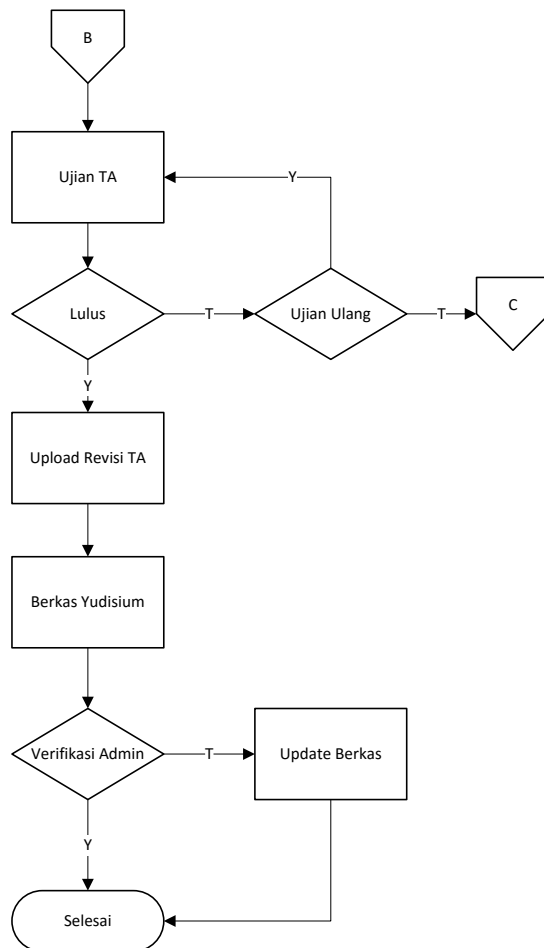 B
Ujian TA
Y
Lulus
T
Ujian Ulang
T
C
Y
Upload Revisi TA
Berkas Yudisium
Verifikasi Admin
T
Update Berkas
Y
Selesai